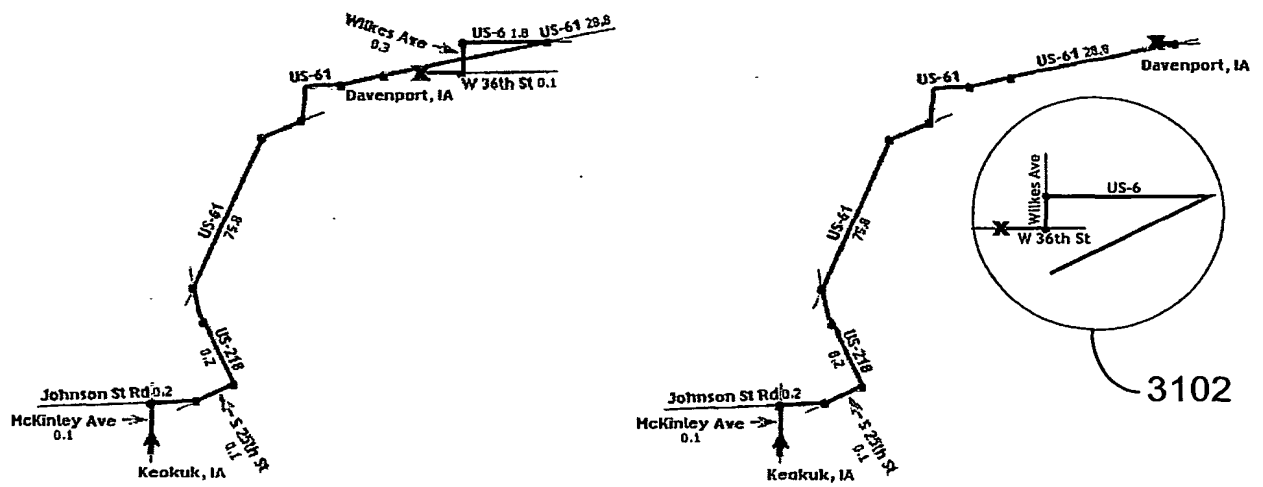 Wilkes Ave
0.3
US-6 1.8
US-61 28.8
US-61
Davenport, IA
W 36th St 0.1
US-61
75.8
US-218
0.2
Johnson St Rd 0.2
McKinley Ave
0.1
S 25th St
0.1
Keokuk, IA
US-61
US-61 28.8
Davenport, IA
Wilkes Ave
US-6
W 36th St
US-61
75.8
US-218
0.2
Johnson St Rd 0.2
McKinley Ave
0.1
S 25th St
0.1
Keokuk, IA
3102